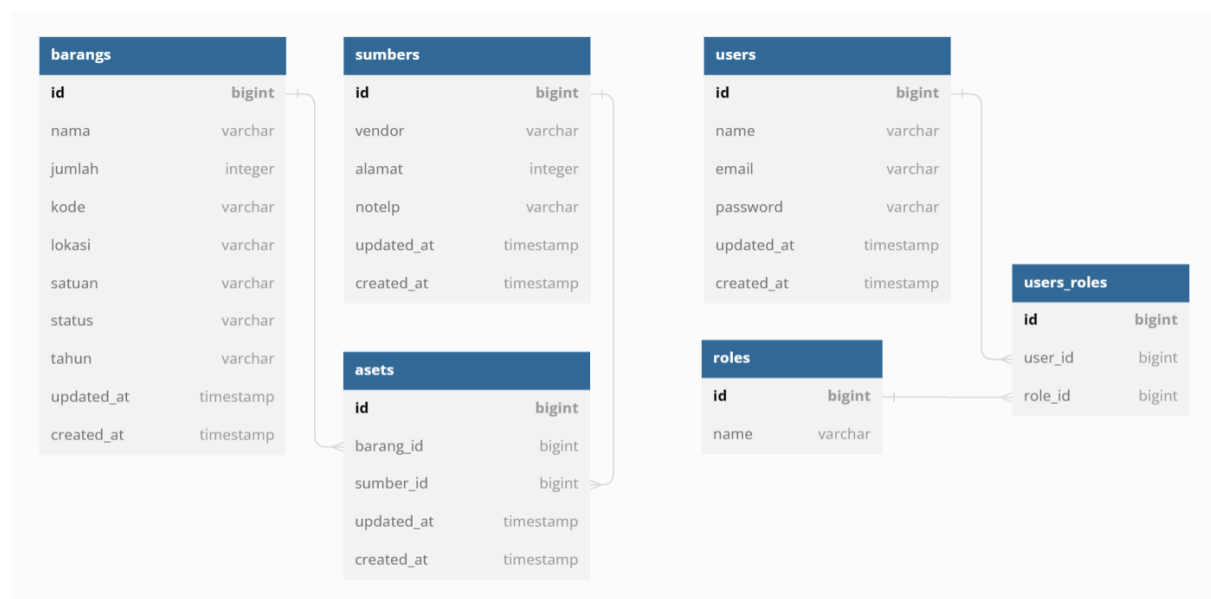 barangs
id bigint
nama varchar
jumlah integer
kode varchar
lokasi varchar
satuan varchar
status varchar
tahun varchar
updated_at timestamp
created_at timestamp
sumbers
id bigint
vendor varchar
alamat integer
notelp varchar
updated_at timestamp
created_at timestamp
asets
id bigint
barang_id bigint
sumber_id bigint
updated_at timestamp
created_at timestamp
users
id bigint
name varchar
email varchar
password varchar
updated_at timestamp
created_at timestamp
roles
id bigint
name varchar
users_roles
id bigint
user_id bigint
role_id bigint